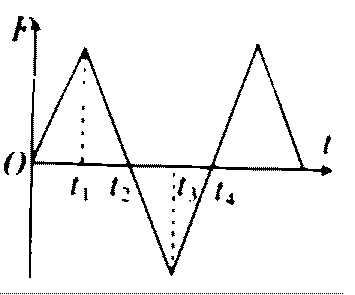 t
O
t₁ t₂ t₃ t₄